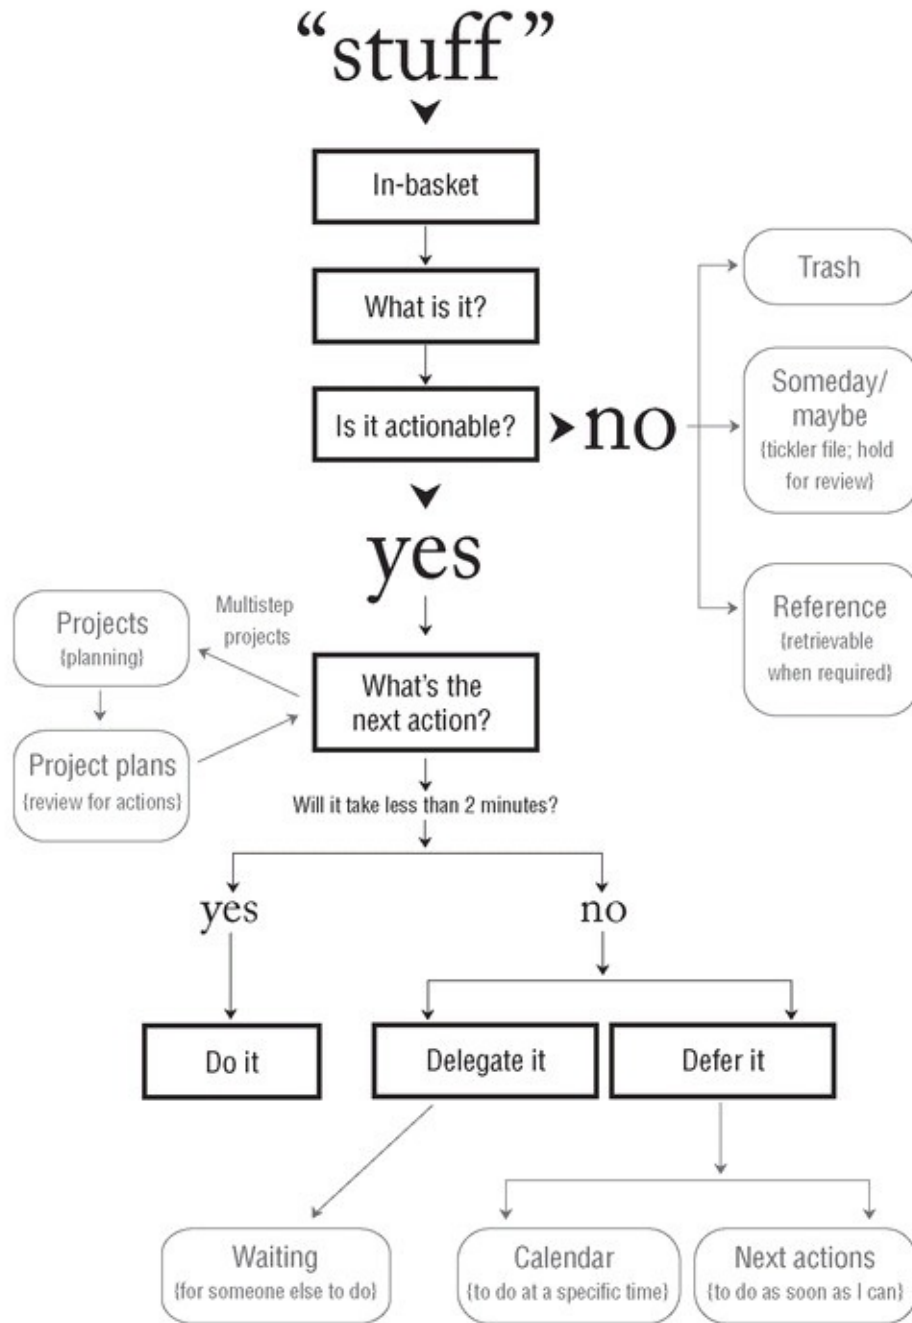 “stuff”
In-basket
What is it?
Is it actionable?
no
Trash
Someday/
maybe
{tickler file; hold
for review}
Reference
{retrievable
when required}
yes
Multistep
projects
Projects
{planning}
Project plans
{review for actions}
What’s the
next action?
Will it take less than 2 minutes?
yes
no
Do it
Delegate it
Defer it
Waiting
{for someone else to do}
Calendar
{to do at a specific time}
Next actions
{to do as soon as I can}